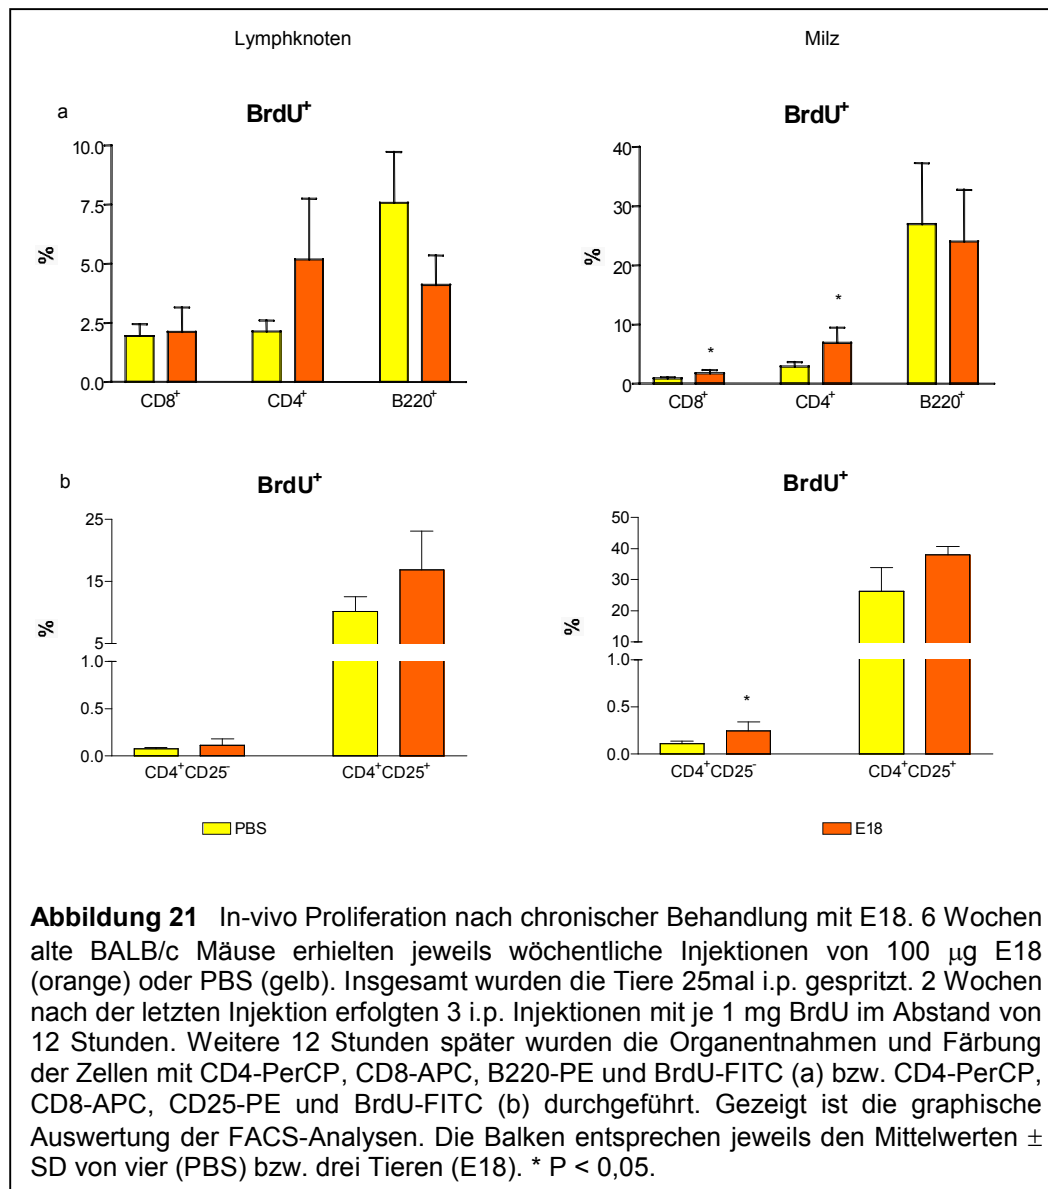 Lymphknoten Milz
a BrdU⁺ BrdU⁺
10.0
7.5
5.0
2.5
0.0
%
CD8⁺ CD4⁺ B220⁺
40
30
20
10
0
%
* *
CD8⁺ CD4⁺ B220⁺
b BrdU⁺ BrdU⁺
25
15
5
1.0
0.5
0.0
%
CD4⁺CD25⁻ CD4⁺CD25⁺
50
40
30
20
10
1.0
0.5
0.0
%
*
CD4⁺CD25⁻ CD4⁺CD25⁺
PBS E18
Abbildung 21 In-vivo Proliferation nach chronischer Behandlung mit E18. 6 Wochen
alte BALB/c Mäuse erhielten jeweils wöchentliche Injektionen von 100 μg E18
(orange) oder PBS (gelb). Insgesamt wurden die Tiere 25mal i.p. gespritzt. 2 Wochen
nach der letzten Injektion erfolgten 3 i.p. Injektionen mit je 1 mg BrdU im Abstand von
12 Stunden. Weitere 12 Stunden später wurden die Organentnahmen und Färbung
der Zellen mit CD4-PerCP, CD8-APC, B220-PE und BrdU-FITC (a) bzw. CD4-PerCP,
CD8-APC, CD25-PE und BrdU-FITC (b) durchgeführt. Gezeigt ist die graphische
Auswertung der FACS-Analysen. Die Balken entsprechen jeweils den Mittelwerten ±
SD von vier (PBS) bzw. drei Tieren (E18). * P < 0,05.